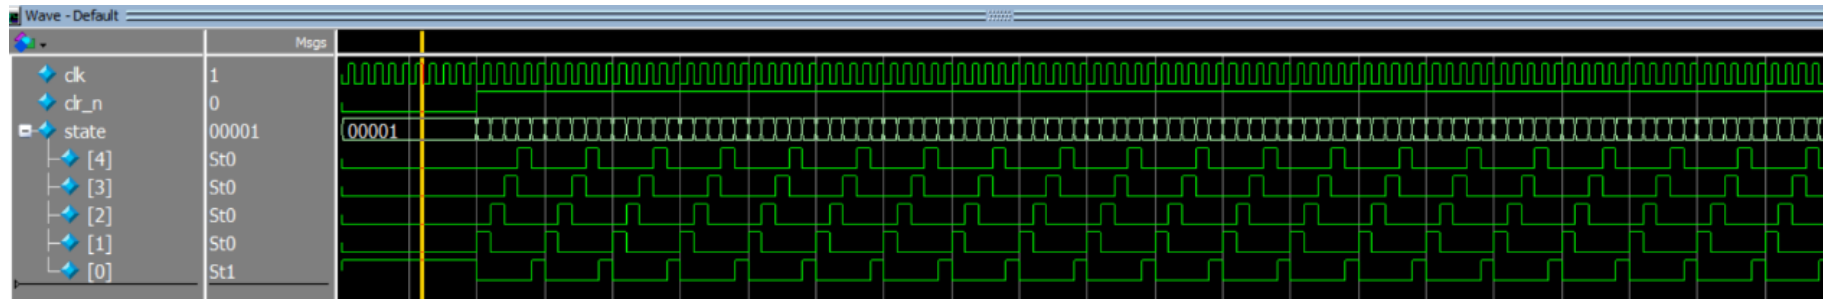 Wave - Default
Msgs
clk 1
clr_n 0
state 00001 00001
[4] St0
[3] St0
[2] St0
[1] St0
[0] St1